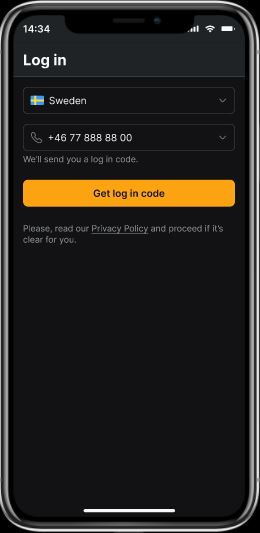 14:34
Log in
Sweden
+46 77 888 88 00
We'll send you a log in code.
Get log in code
Please, read our Privacy Policy and proceed if it's
clear for you.